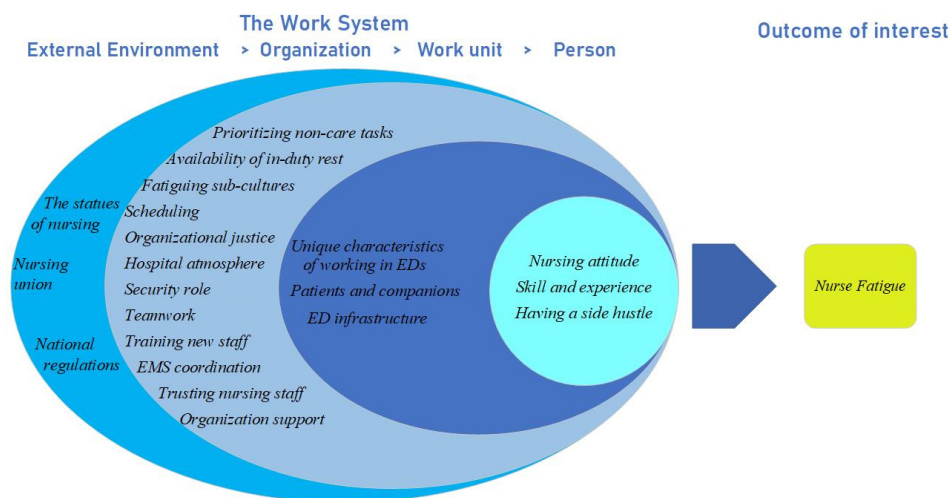 The Work System
Outcome of interest
External Environment > Organization > Work unit > Person
Prioritizing non-care tasks
Availability of in-duty rest
Fatiguing sub-cultures
Scheduling
Organizational justice
Hospital atmosphere
Security role
Teamwork
Training new staff
EMS coordination
Trusting nursing staff
Organization support
The statues
of nursing
Nursing
union
National
regulations
Unique characteristics
of working in EDs
Patients and companions
ED infrastructure
Nursing attitude
Skill and experience
Having a side hustle
Nurse Fatigue